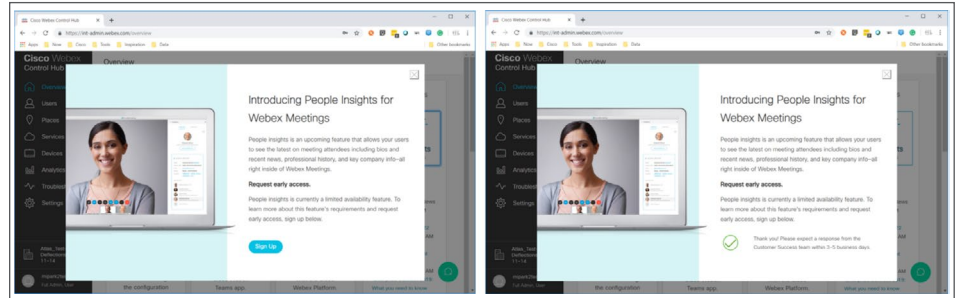 Cisco Webex Control Hub
https://int-admin.webex.com/overview
Apps New Cisco Tools Inspiration Data
Other bookmarks
Cisco Webex
Control Hub
Overview
Overview
Users
Places
Services
Devices
Analytics
Troubl
Settings
Introducing People Insights for
Webex Meetings
People Insights is an upcoming feature that allows your users
to see the latest on meeting attendees including bios and
recent news, professional history, and key company info-all
right inside of Webex Meetings.
Request early access.
People Insights is currently a limited availability feature. To
learn more about this feature's requirements and request
early access, sign up below.
Sign Up
the configuration
Teams app.
Webex Platform.
What you need to know
Cisco Webex Control Hub
https://int-admin.webex.com/overview
Apps New Cisco Tools Inspiration Data
Other bookmarks
Cisco Webex
Control Hub
Overview
Overview
Users
Places
Services
Devices
Analytics
Troubl
Settings
Introducing People Insights for
Webex Meetings
People Insights is an upcoming feature that allows your users
to see the latest on meeting attendees including bios and
recent news, professional history, and key company info-all
right inside of Webex Meetings.
Request early access.
People Insights is currently a limited availability feature. To
learn more about this feature's requirements and request
early access, sign up below.
Thank you! Please expect a response from the
Customer Success team within 3-5 business days
the configuration
Teams app.
Webex Platform.
What you need to know